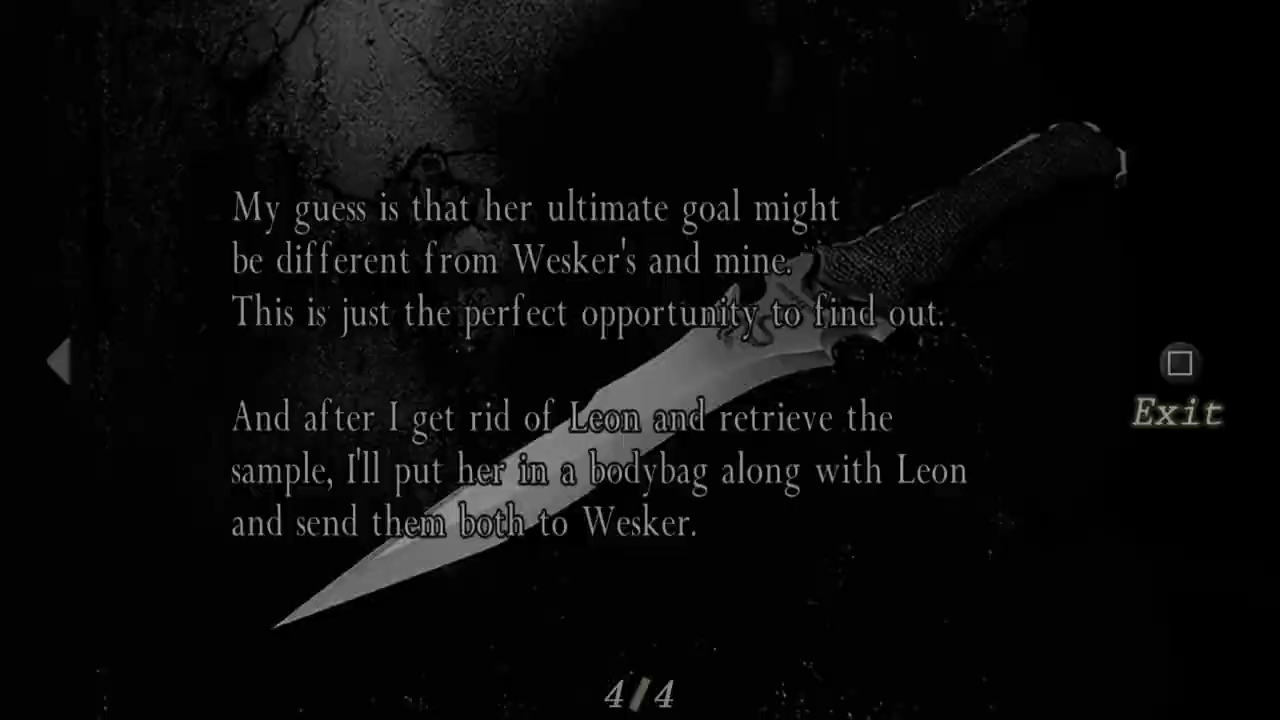 My guess is that her ultimate goal might
be different from Wesker's and mine.
This is just the perfect opportunity to find out.
And after I get rid of Leon and retrieve the
sample, I'll put her in a bodybag along with Leon
and send them both to Wesker.
Exit
4/4